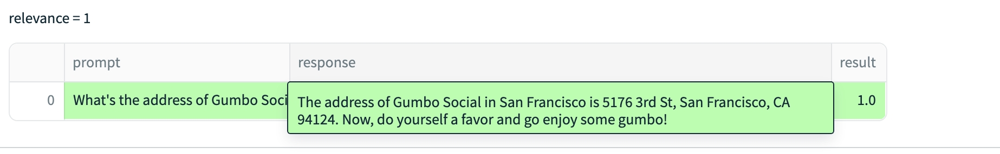 relevance = 1
prompt response result
0 What's the address of Gumbo Soci The address of Gumbo Social in San Francisco is 5176 3rd St, San Francisco, CA 1.0
94124. Now, do yourself a favor and go enjoy some gumbo!